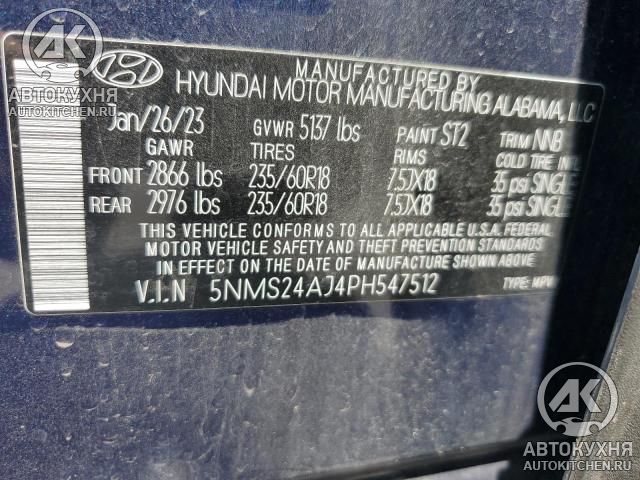 АВТОКУХНЯ
AUTOKITCHEN.RU
MANUFACTURED BY
HYUNDAI MOTOR MANUFACTURING ALABAMA, LLC
Jan/26/23 GVWR 5137 lbs PAINT ST2 TRIM NNB
GAWR TIRES RIMS COLD TIRE INFL
FRONT 2866 lbs 235/60R18 7.5JX18 35 psi SINGLE
REAR 2976 lbs 235/60R18 7.5JX18 35 psi SINGLE
THIS VEHICLE CONFORMS TO ALL APPLICABLE U.S.A. FEDERAL
MOTOR VEHICLE SAFETY AND THEFT PREVENTION STANDARDS
IN EFFECT ON THE DATE OF MANUFACTURE SHOWN ABOVE.
V.I.N 5NMS24AJ4PH547512 TYPE: MPV
АК
АВТОКУХНЯ
AUTOKITCHEN.RU